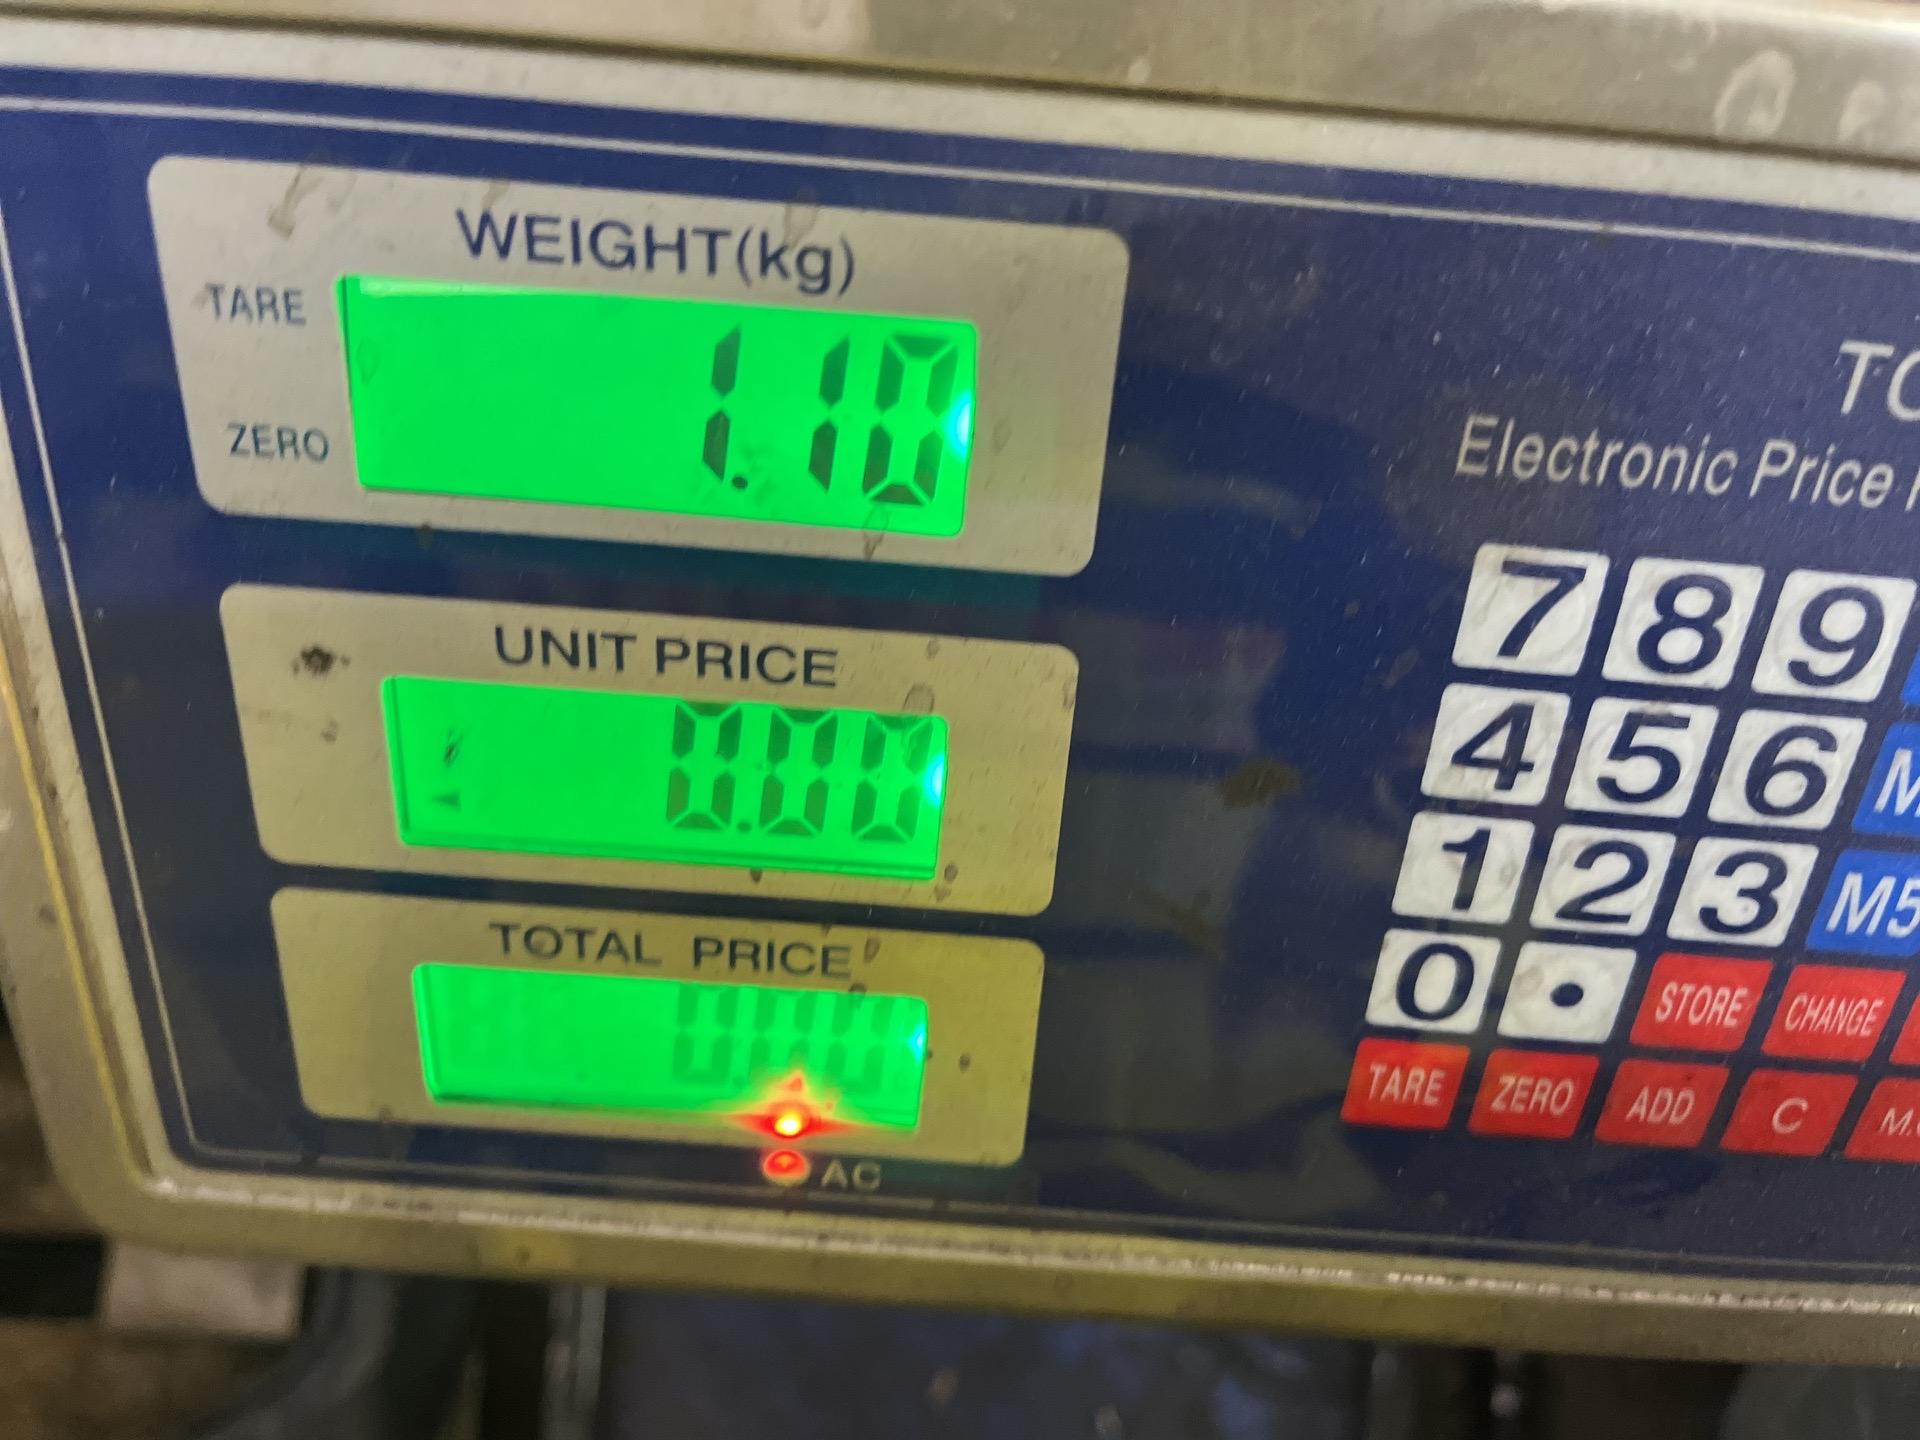 WEIGHT(kg)
TARE
1.10
ZERO
UNIT PRICE
0.00
TOTAL PRICE
0.00
AC
Electronic Price
7 8 9
4 5 6
1 2 3 M5
0 . STORE CHANGE
TARE ZERO ADD C